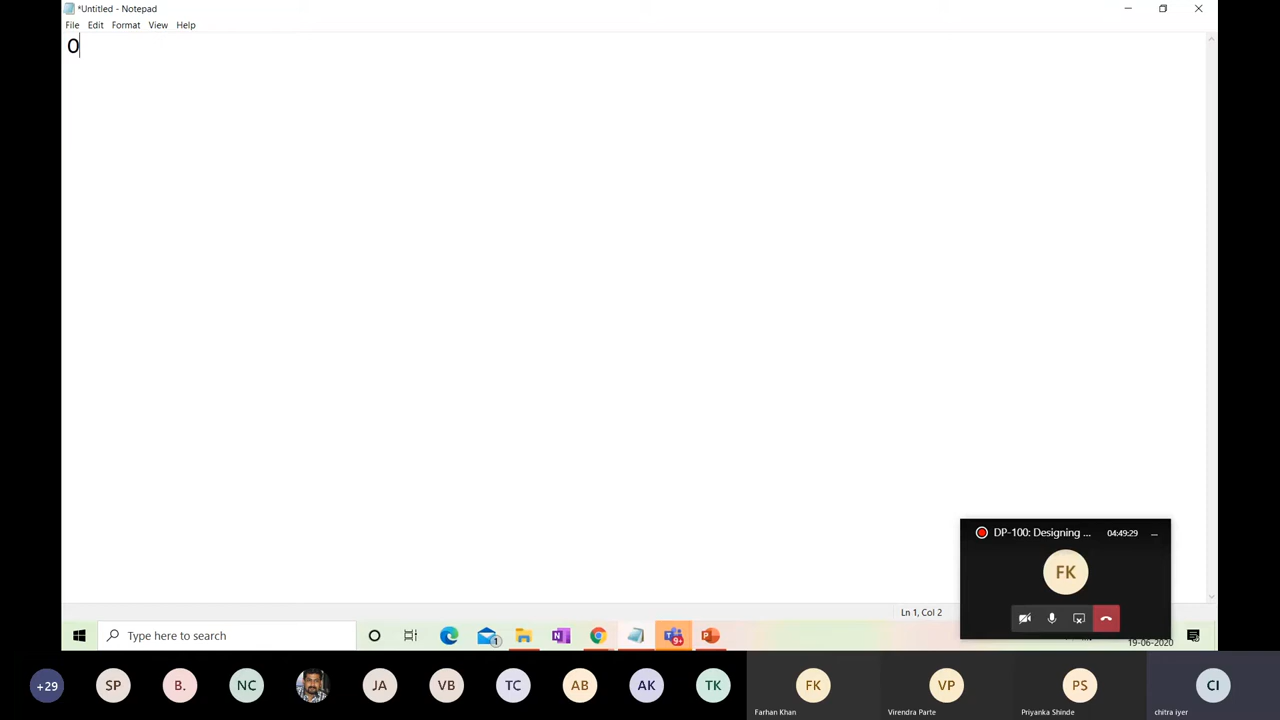 *Untitled - Notepad
File Edit Format View Help
O
Ln 1, Col 2
DP-100: Designing ... 04:49:29
FK
Type here to search
1
9+
19-06-2020
+29 SP B. NC JA VB TC AB AK TK FK VP PS CI
Farhan Khan Virendra Parte Priyanka Shinde chitra iyer